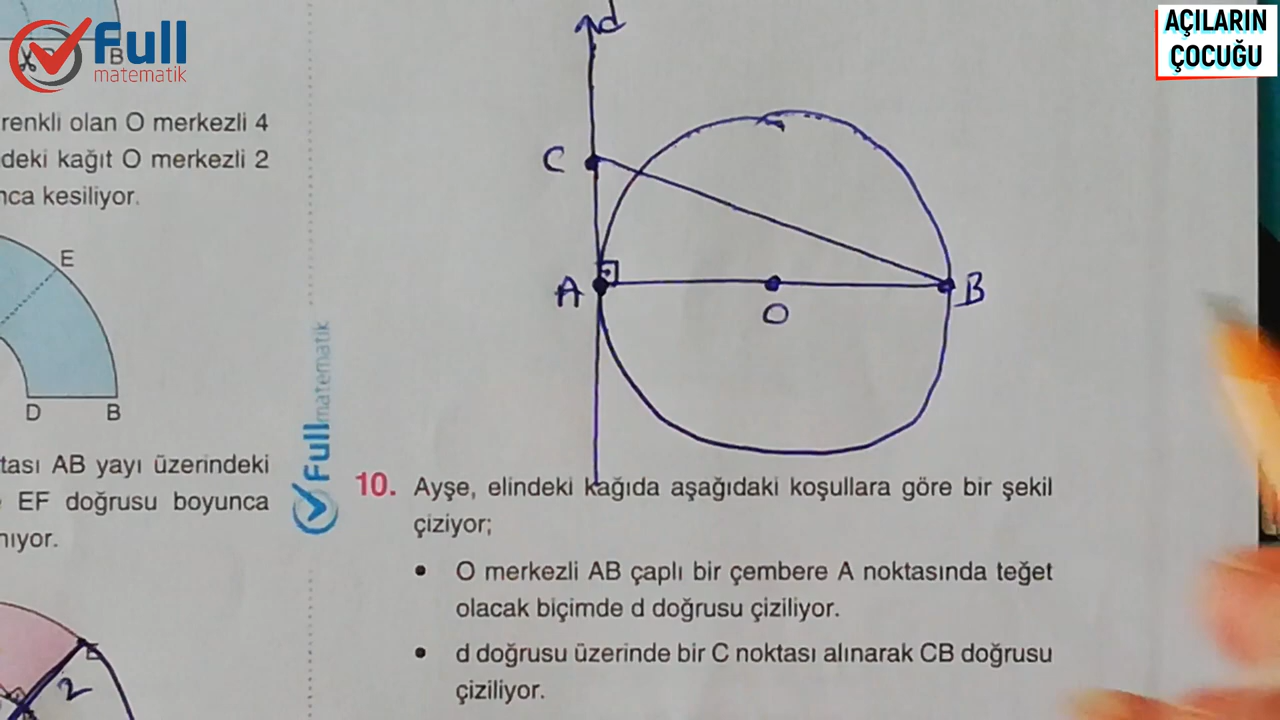 Full
matematik
B
AÇILARIN
ÇOCUĞU
renkli olan O merkezli 4
deki kağıt O merkezli 2
nca kesiliyor.
E
D
B
tası AB yayı üzerindeki
EF doğrusu boyunca
nıyor.
E
2
Fullmatematik
d
C
A
O
B
10. Ayşe, elindeki kağıda aşağıdaki koşullara göre bir şekil
çiziyor;
• O merkezli AB çaplı bir çembere A noktasında teğet
olacak biçimde d doğrusu çiziliyor.
• d doğrusu üzerinde bir C noktası alınarak CB doğrusu
çiziliyor.